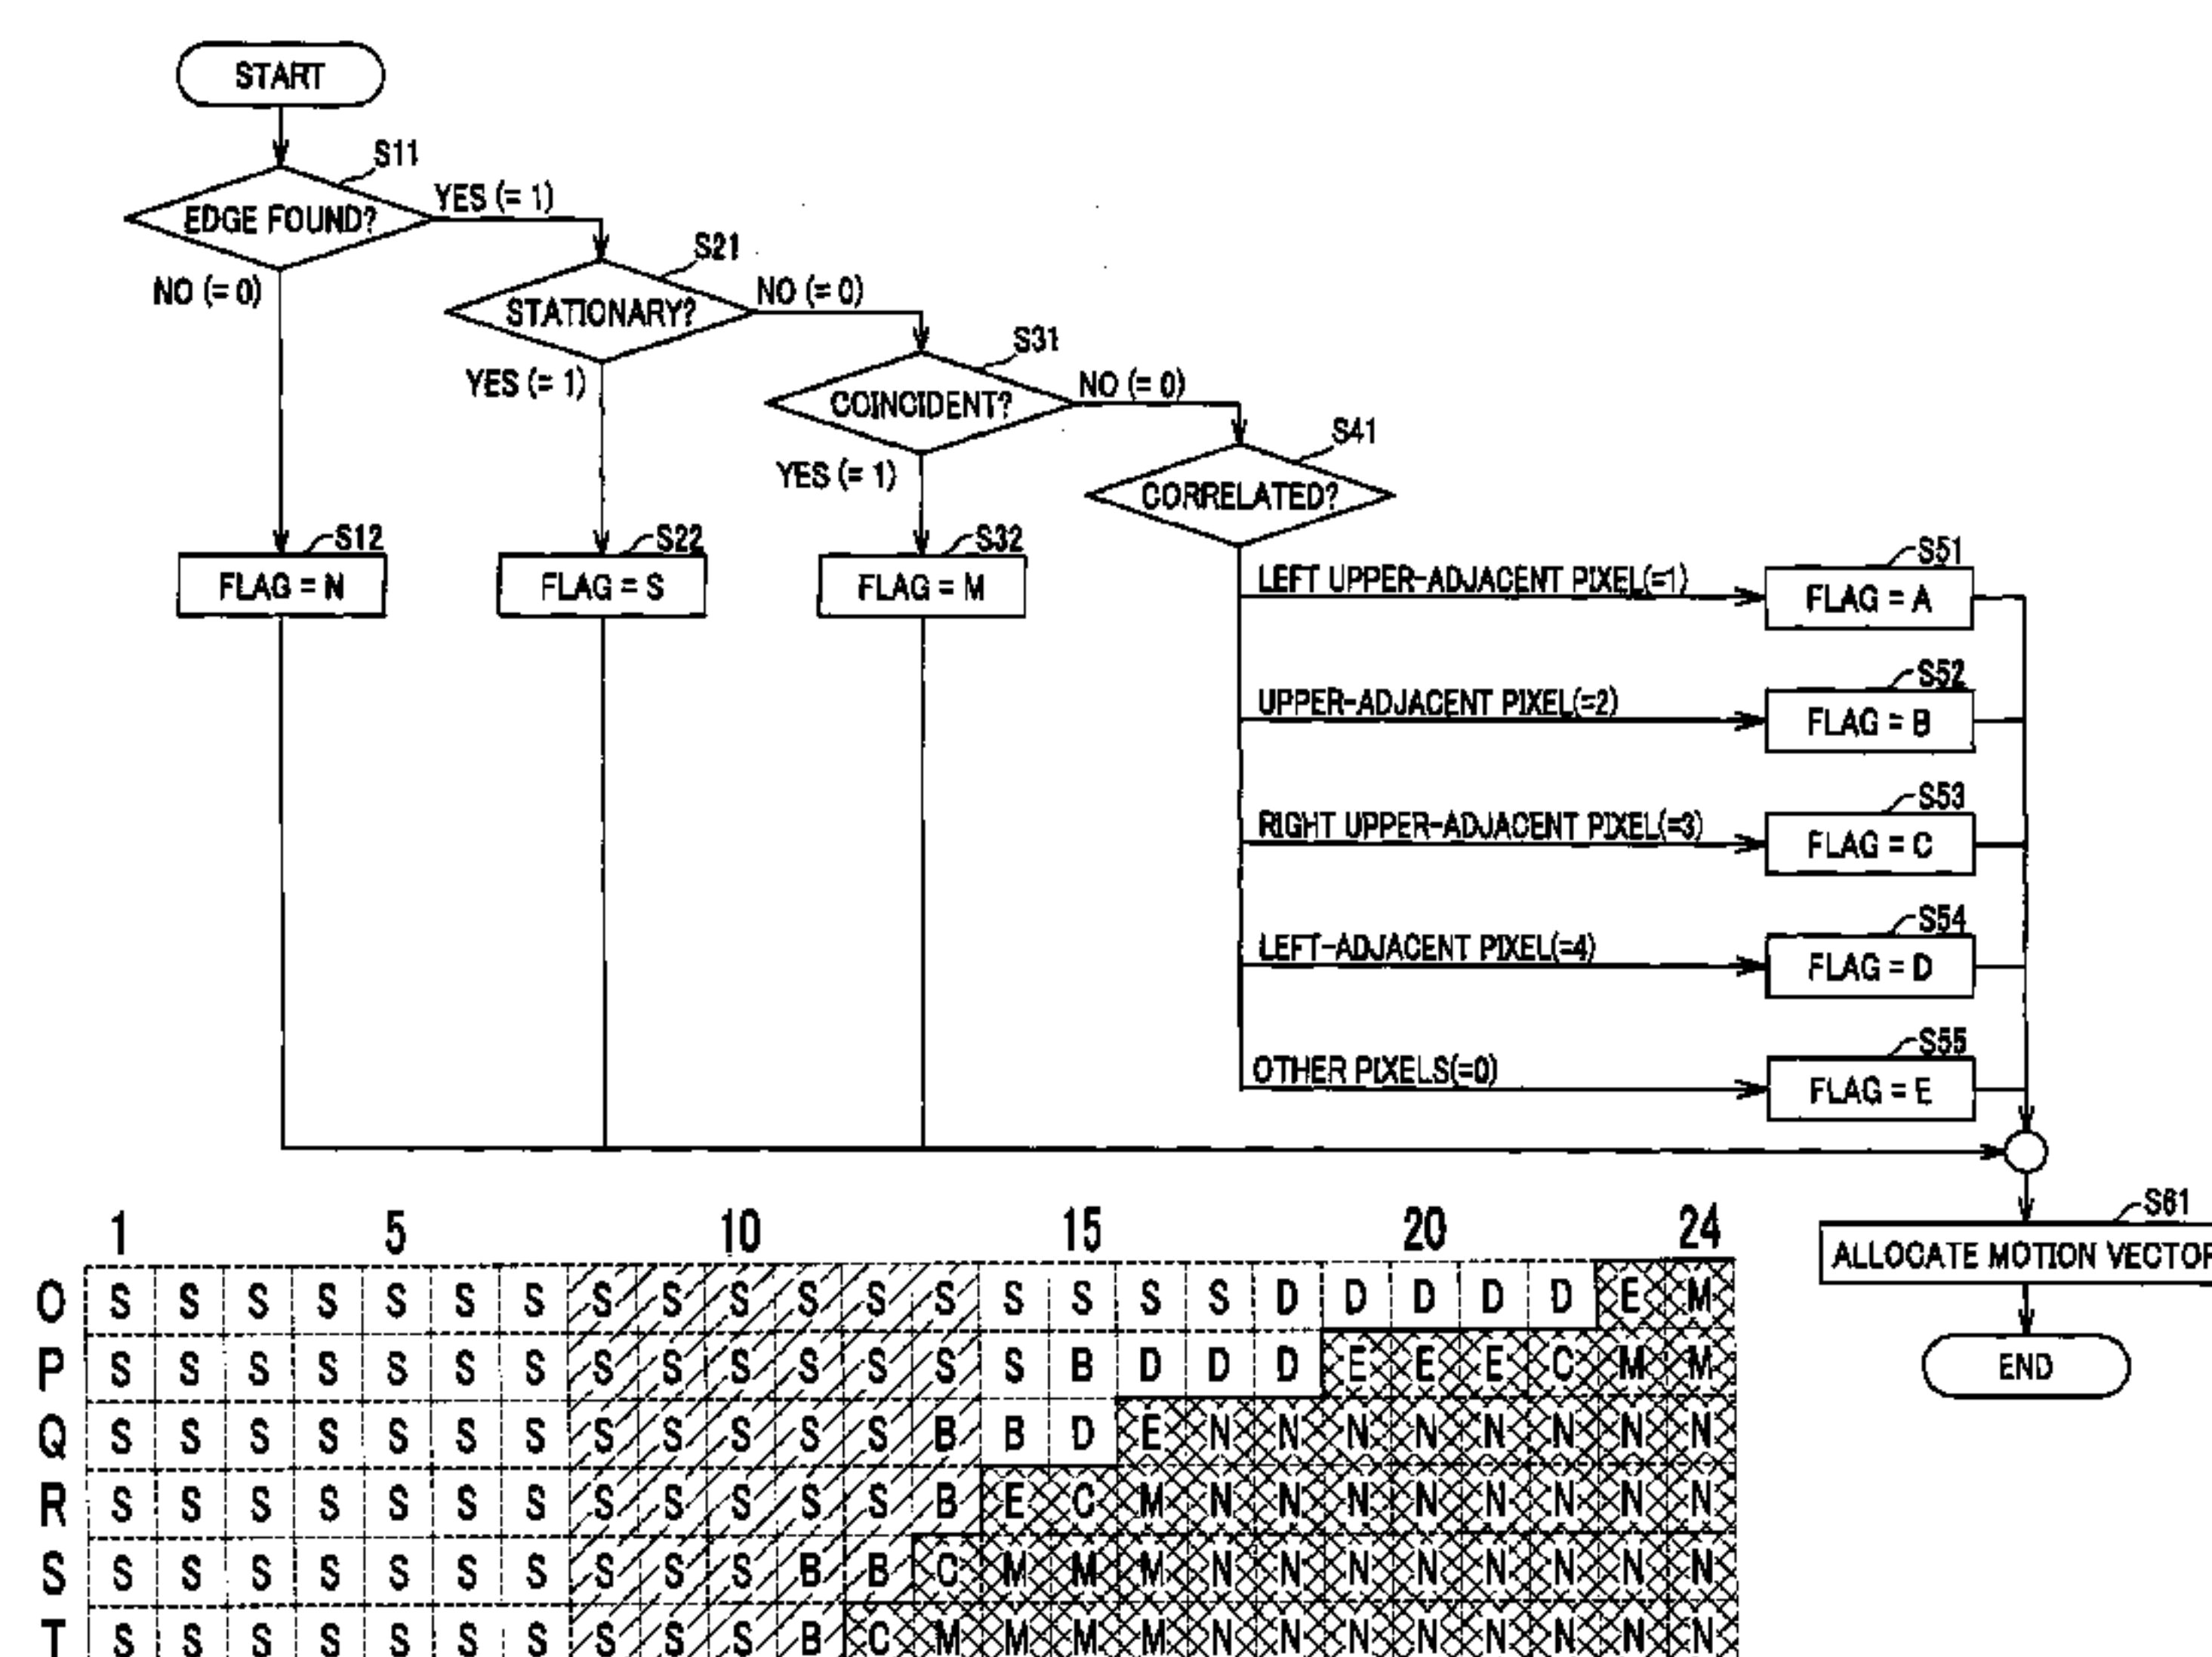 START
S11
EDGE FOUND?
YES (= 1)
NO (= 0)
S21
STATIONARY?
NO (= 0)
YES (= 1)
S31
COINCIDENT?
NO (= 0)
YES (= 1)
S41
CORRELATED?
S12
FLAG = N
S22
FLAG = S
S32
FLAG = M
LEFT UPPER-ADJACENT PIXEL(=1)
S51
FLAG = A
UPPER-ADJACENT PIXEL(=2)
S52
FLAG = B
RIGHT UPPER-ADJACENT PIXEL(=3)
S53
FLAG = C
LEFT-ADJACENT PIXEL(=4)
S54
FLAG = D
OTHER PIXELS(=0)
S55
FLAG = E
S61
ALLOCATE MOTION VECTOR
END
1 5 10 15 20 24
O S S S S S S S S S S S S S S S S S D D D D D E M
P S S S S S S S S S S S S S S B D D D E E E C M M
Q S S S S S S S S S S S S B B D E N N N N N N N N
R S S S S S S S S S S S S B E C M N N N N N N N N
S S S S S S S S S S S B B C M M M N N N N N N N N
T S S S S S S S S S S B C M M M M N N N N N N N N